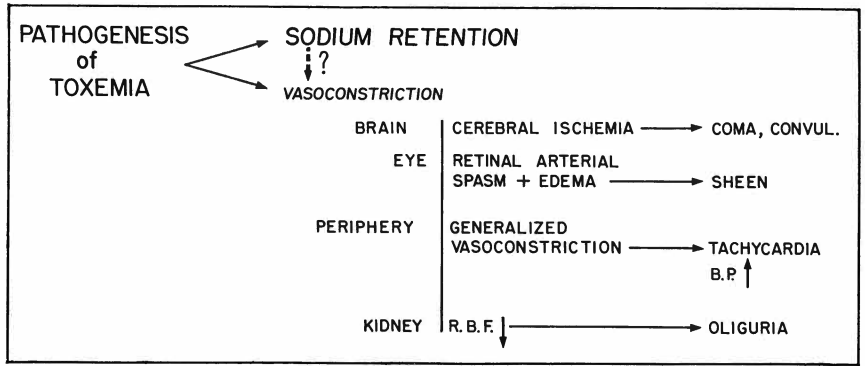 PATHOGENESIS
of
TOXEMIA
SODIUM RETENTION
?
VASOCONSTRICTION
BRAIN CEREBRAL ISCHEMIA COMA, CONVUL.
EYE RETINAL ARTERIAL
SPASM + EDEMA SHEEN
PERIPHERY GENERALIZED
VASOCONSTRICTION TACHYCARDIA
B.P.
KIDNEY R.B.F. OLIGURIA